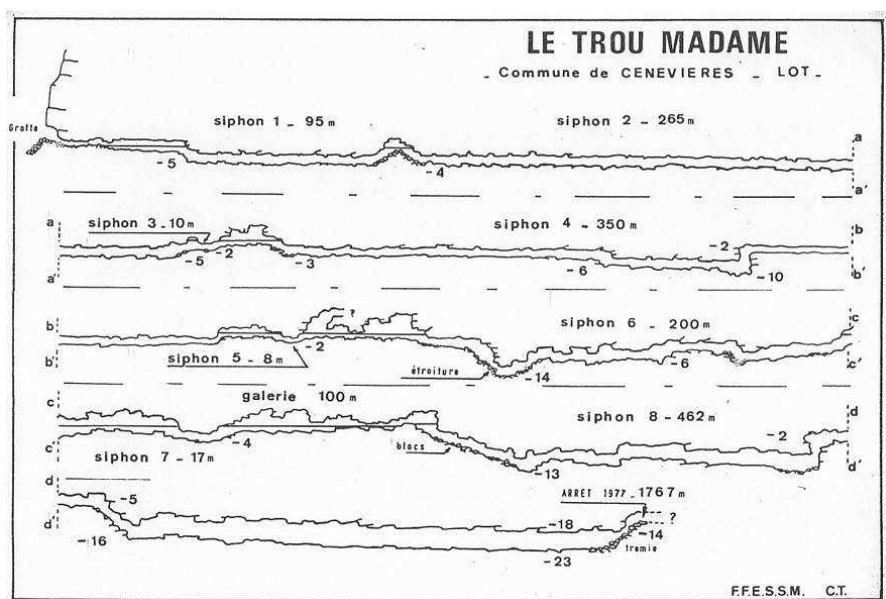 LE TROU MADAME
- Commune de CENEVIERES - LOT -
Grotte
siphon 1 - 95 m
siphon 2 - 265 m
-5
-4
a
a'
a
a'
siphon 3 - 10 m
siphon 4 - 350 m
-5
-2
-3
-6
-2
-10
b
b'
b
b'
siphon 5 - 8 m
-2
?
siphon 6 - 200 m
étroiture
-14
-6
c
c'
c
c'
galerie 100 m
siphon 7 - 17 m
-4
blocs
siphon 8 - 462 m
-13
-2
d
d'
d
d'
-5
-16
ARRET 1977 - 1767 m
-18
?
-14
tremie
-23
F.F.E.S.S.M. C.T.